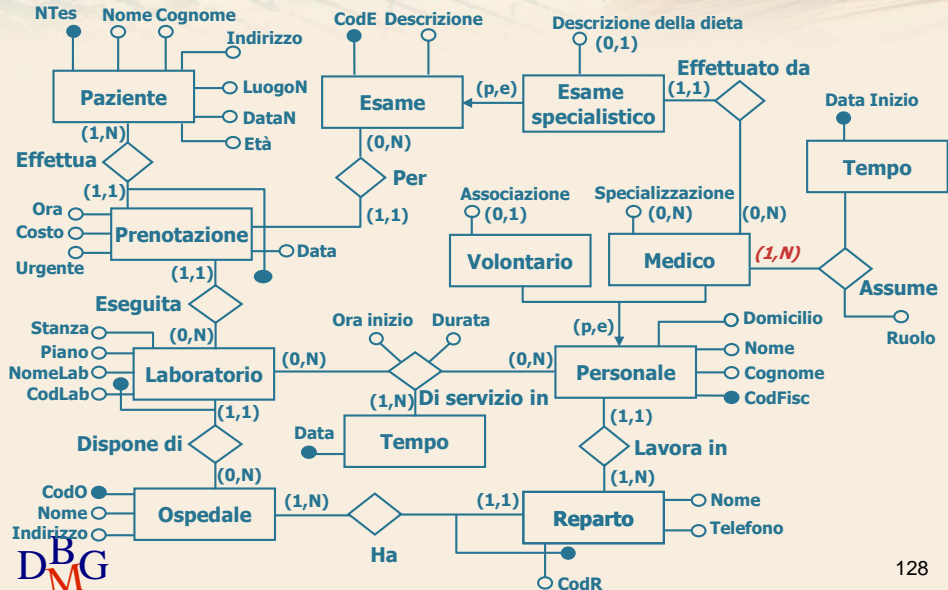 NTes
Nome Cognome
CodE Descrizione
Descrizione della dieta
(0,1)
Indirizzo
Effettuato da
LuogoN
Paziente
Esame
(p,e)
Esame
specialistico
(1,1)
Data Inizio
DataN
(1,N)
Età
(0,N)
Tempo
Effettua
Per
(1,1)
Associazione
(0,1)
Specializzazione
(0,N)
(0,N)
Ora
Costo
Urgente
Prenotazione
(1,1)
Data
Volontario
Medico
(1,N)
Assume
(1,1)
Eseguita
(0,N)
Ora inizio
Durata
(p,e)
Domicilio
Ruolo
Stanza
Piano
NomeLab
CodLab
Laboratorio
(0,N)
(0,N)
Personale
Nome
Cognome
CodFisc
(1,1)
(1,N)
Di servizio in
(1,1)
Dispone di
Data
Tempo
Lavora in
(0,N)
(1,N)
CodO
Nome
Indirizzo
Ospedale
(1,N)
(1,1)
Reparto
Nome
Telefono
Ha
CodR
DBMG
128